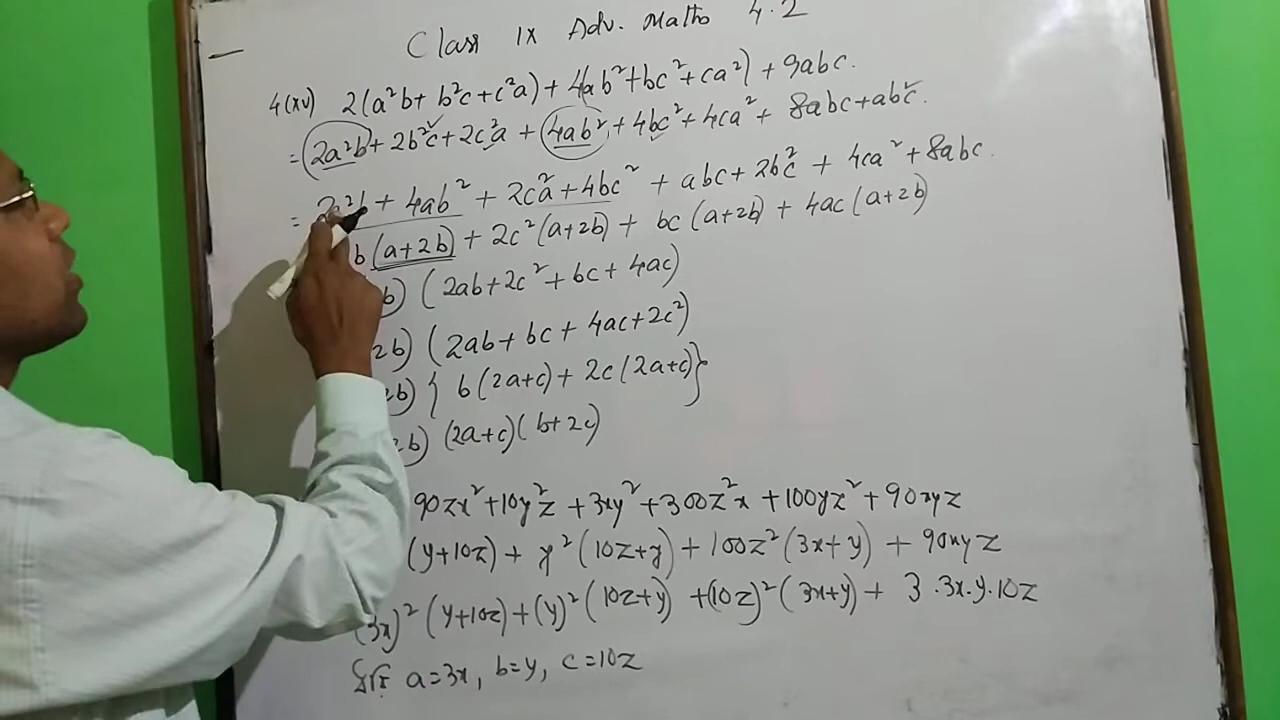 Class IX Adv. Maths 4.2
4(xv) 2(a²b + b²c + c²a) + 4(ab² + bc² + ca²) + 9abc.
= 2a²b + 2b²c + 2c²a + 4ab² + 4bc² + 4ca² + 8abc + abc.
= 2a²b + 4ab² + 2c²a + 4bc² + abc + 2b²c + 4ca² + 8abc.
b(a+2b) + 2c²(a+2b) + bc(a+2b) + 4ac(a+2b)
b) (2ab + 2c² + bc + 4ac)
2b) (2ab + bc + 4ac + 2c²)
2b) { b(2a+c) + 2c(2a+c)}
2b) (2a+c)(b+2c)
90zx² + 10y²z + 3xy² + 300z²x + 100yz² + 90xyz
(y+10z) + y²(10z+y) + 100z²(3x+y) + 90xyz
(3x)²(y+10z) + (y)²(10z+y) + (10z)²(3x+y) + 3.3x.y.10z
a=3x, b=y, c=10z